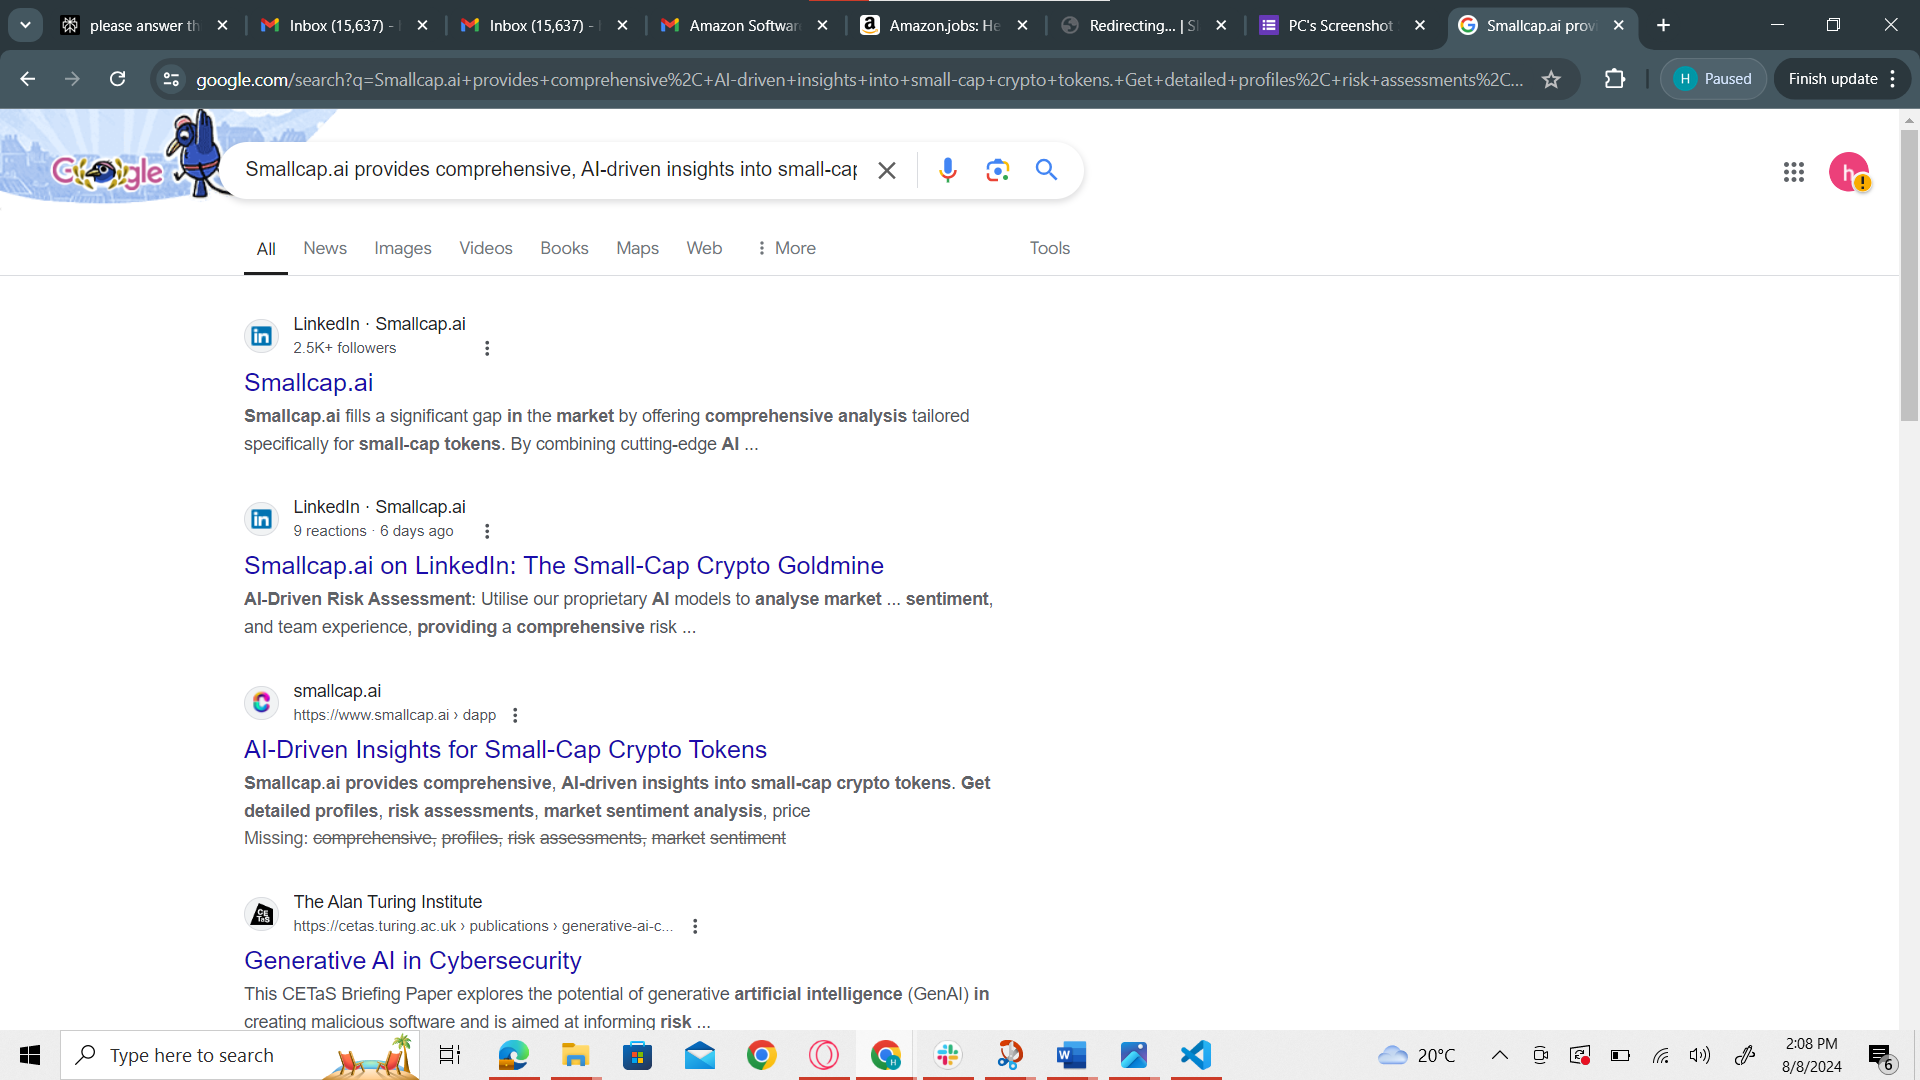 please answer th
Inbox (15,637) -
Inbox (15,637) -
Amazon Softwar
Amazon.jobs: He
Redirecting... | Sl
PC's Screenshot
Smallcap.ai prov
google.com/search?q=Smallcap.ai+provides+comprehensive%2C+AI-driven+insights+into+small-cap+crypto+tokens.+Get+detailed+profiles%2C+risk+assessments%2C...
H Paused
Finish update
Google
Smallcap.ai provides comprehensive, AI-driven insights into small-cap
h
All News Images Videos Books Maps Web More Tools
LinkedIn · Smallcap.ai
2.5K+ followers
Smallcap.ai
Smallcap.ai fills a significant gap in the market by offering comprehensive analysis tailored
specifically for small-cap tokens. By combining cutting-edge AI ...
LinkedIn · Smallcap.ai
9 reactions · 6 days ago
Smallcap.ai on LinkedIn: The Small-Cap Crypto Goldmine
AI-Driven Risk Assessment: Utilise our proprietary AI models to analyse market ... sentiment,
and team experience, providing a comprehensive risk ...
smallcap.ai
https://www.smallcap.ai › dapp
AI-Driven Insights for Small-Cap Crypto Tokens
Smallcap.ai provides comprehensive, AI-driven insights into small-cap crypto tokens. Get
detailed profiles, risk assessments, market sentiment analysis, price
Missing: comprehensive, profiles, risk assessments, market sentiment
CE
TaS
The Alan Turing Institute
https://cetas.turing.ac.uk › publications › generative-ai-c...
Generative AI in Cybersecurity
This CETaS Briefing Paper explores the potential of generative artificial intelligence (GenAI) in
creating malicious software and is aimed at informing risk ...
Type here to search
20°C
2:08 PM
8/8/2024
6